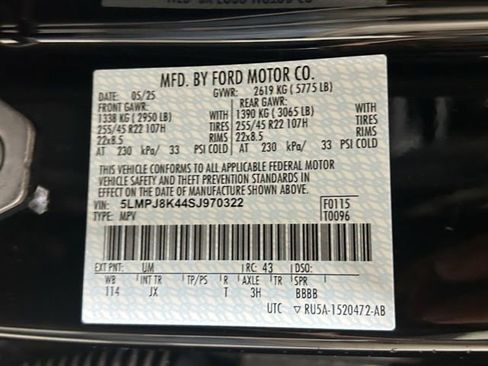 MFD. BY FORD MOTOR CO.
DATE: 05/25 GVWR: 2619 KG ( 5775 LB)
FRONT GAWR: REAR GAWR:
1338 KG ( 2950 LB) 1390 KG ( 3065 LB)
255/45 R22 107H TIRES 255/45 R22 107H TIRES
22x8.5 RIMS 22x8.5 RIMS
AT 230 kPa/ 33 PSI COLD AT 230 kPa/ 33 PSI COLD
THIS VEHICLE CONFORMS TO ALL APPLICABLE FEDERAL MOTOR
VEHICLE SAFETY AND THEFT PREVENTION STANDARDS IN
EFFECT ON THE DATE OF MANUFACTURE SHOWN ABOVE.
VIN: 5LMPJ8K44SJ970322 F0115
TYPE: MPV T0096
EXT PNT: UM RC: 43 DSO:
WB INT TR TP/PS R AXLE TR SPR
114 JX T 3H BBBB
UTC RU5A-1520472-AB